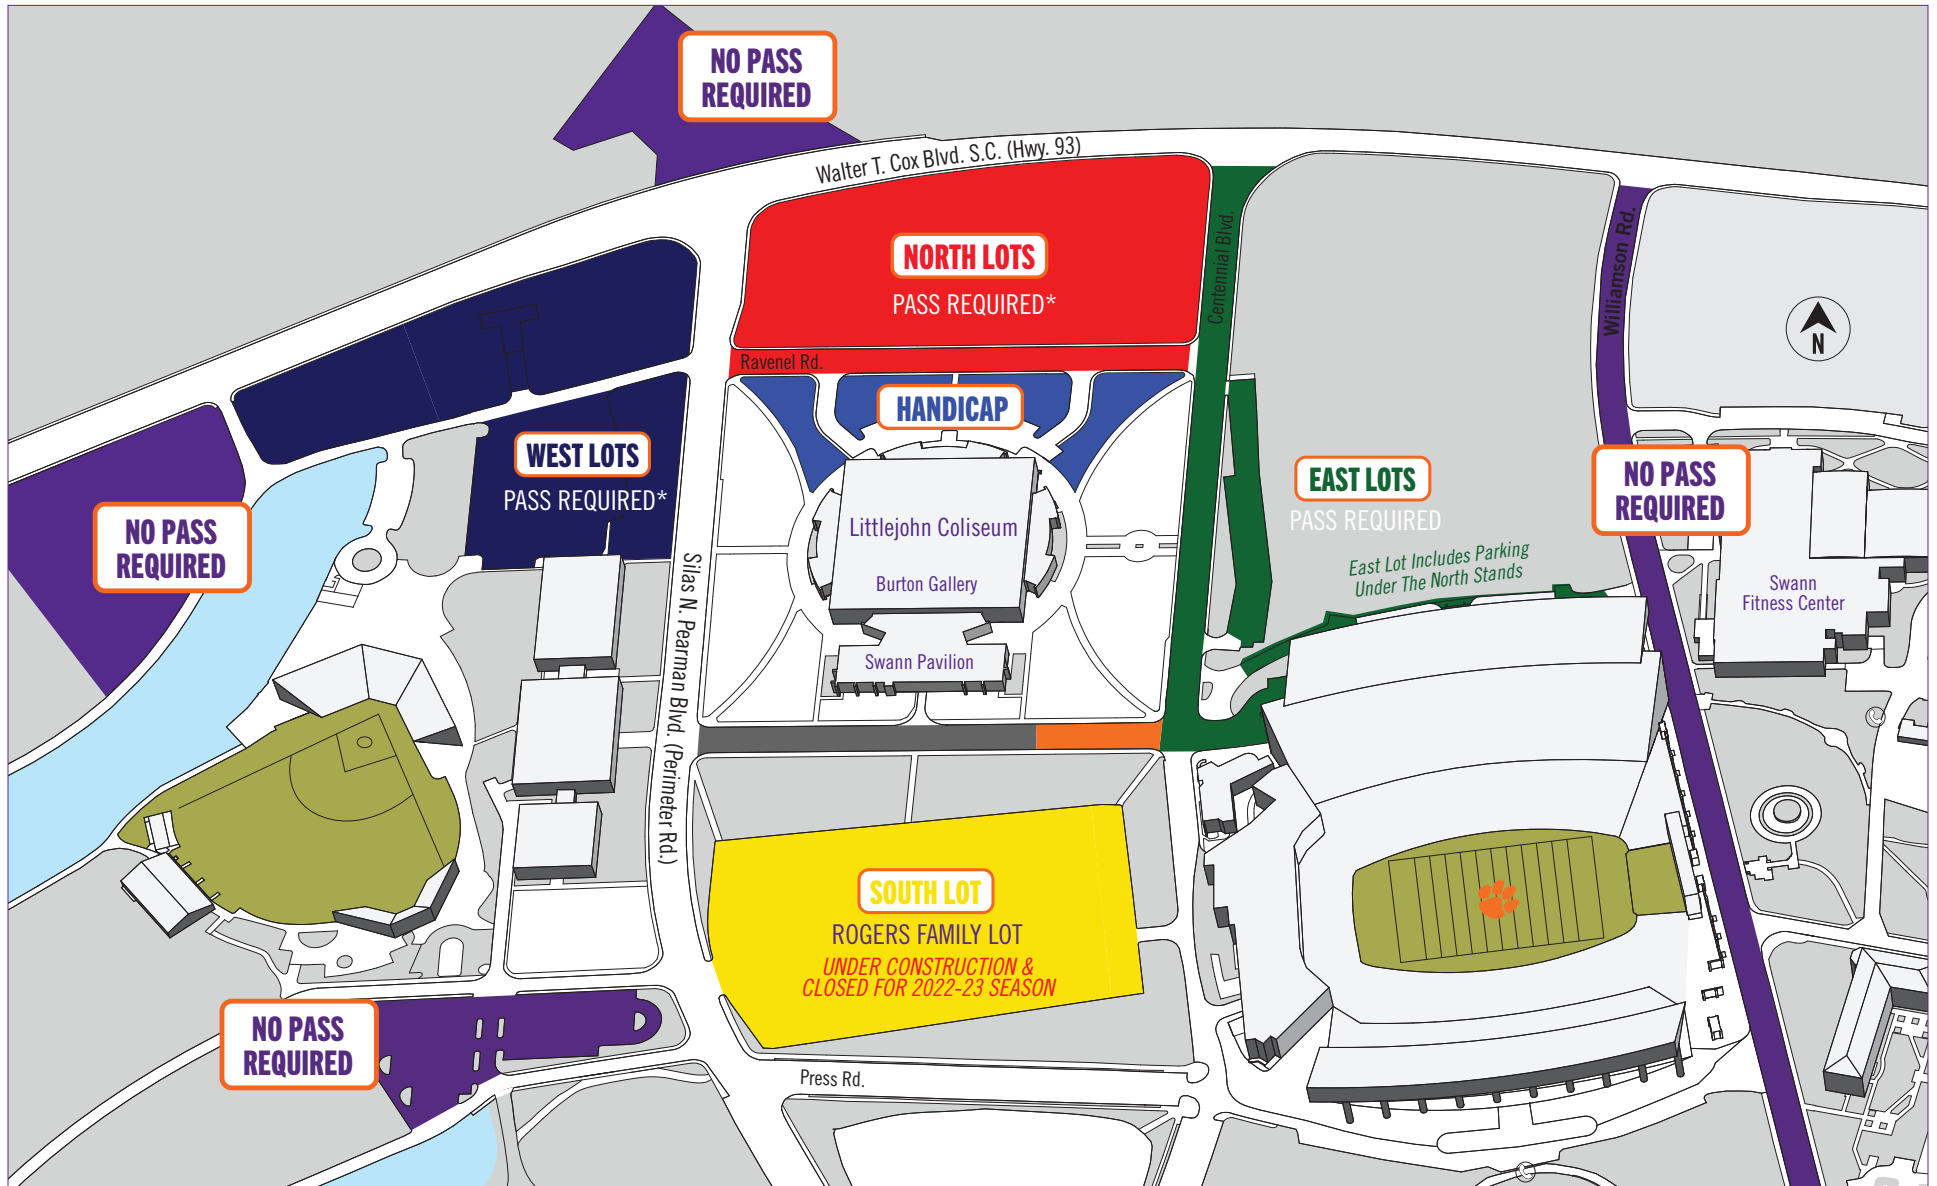 NO PASS
REQUIRED
Walter T. Cox Blvd. S.C. (Hwy. 93)
NORTH LOTS
PASS REQUIRED*
Centennial Blvd.
Williamson Rd.
N
Ravenel Rd.
HANDICAP
WEST LOTS
PASS REQUIRED*
EAST LOTS
PASS REQUIRED
East Lot Includes Parking
Under The North Stands
NO PASS
REQUIRED
NO PASS
REQUIRED
Littlejohn Coliseum
Burton Gallery
Swann Pavilion
Swann
Fitness Center
Silas N. Pearman Blvd. (Perimeter Rd.)
SOUTH LOT
ROGERS FAMILY LOT
UNDER CONSTRUCTION &
CLOSED FOR 2022-23 SEASON
NO PASS
REQUIRED
Press Rd.